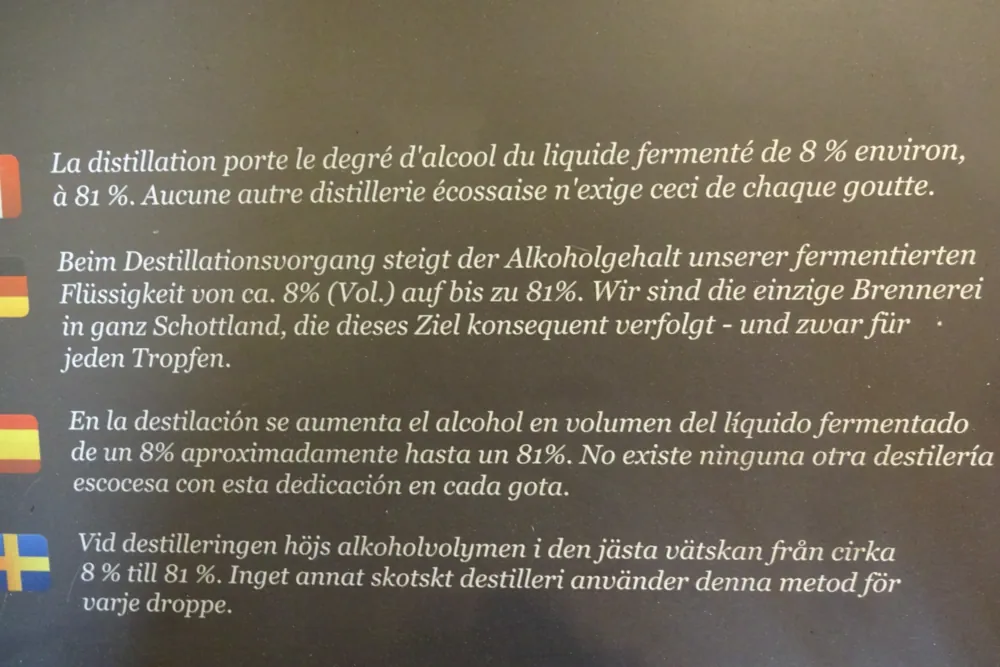 La distillation porte le degré d'alcool du liquide fermenté de 8 % environ,
à 81 %. Aucune autre distillerie écossaise n'exige ceci de chaque goutte.
Beim Destillationsvorgang steigt der Alkoholgehalt unserer fermentierten
Flüssigkeit von ca. 8% (Vol.) auf bis zu 81%. Wir sind die einzige Brennerei
in ganz Schottland, die dieses Ziel konsequent verfolgt - und zwar für
jeden Tropfen.
En la destilación se aumenta el alcohol en volumen del líquido fermentado
de un 8% aproximadamente hasta un 81%. No existe ninguna otra destilería
escocesa con esta dedicación en cada gota.
Vid destilleringen höjs alkoholvolymen i den jästa vätskan från cirka
8 % till 81 %. Inget annat skotskt destilleri använder denna metod för
varje droppe.